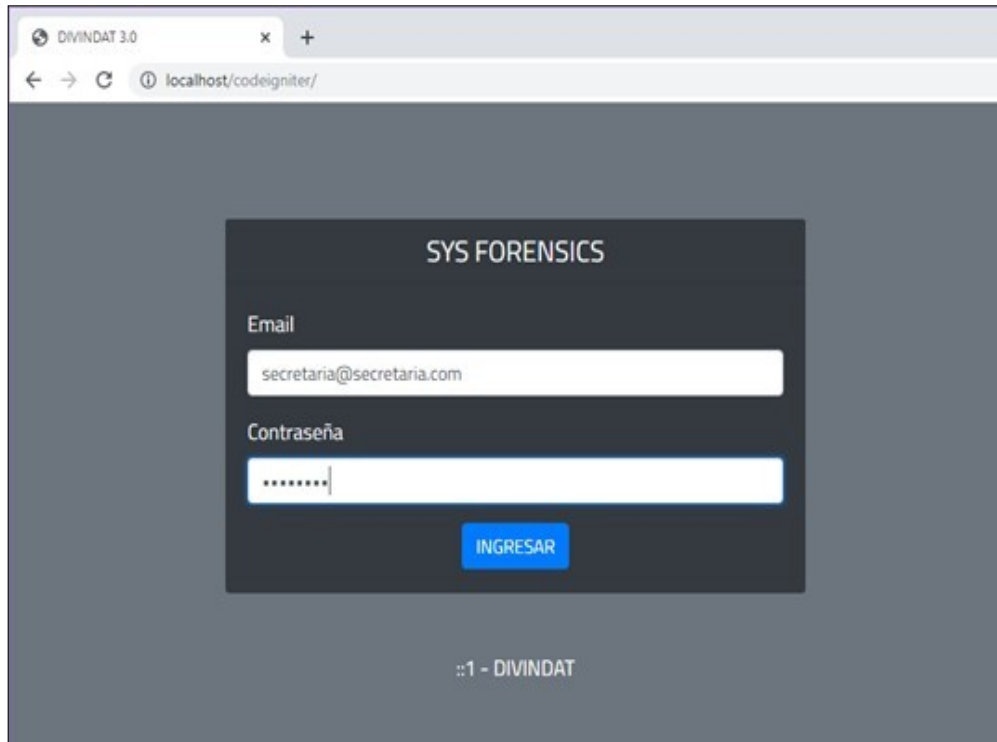 DIVINDAT 3.0
localhost/codeigniter/
SYS FORENSICS
Email
secretaria@secretaria.com
Contraseña
••••••••
INGRESAR
::1 - DIVINDAT